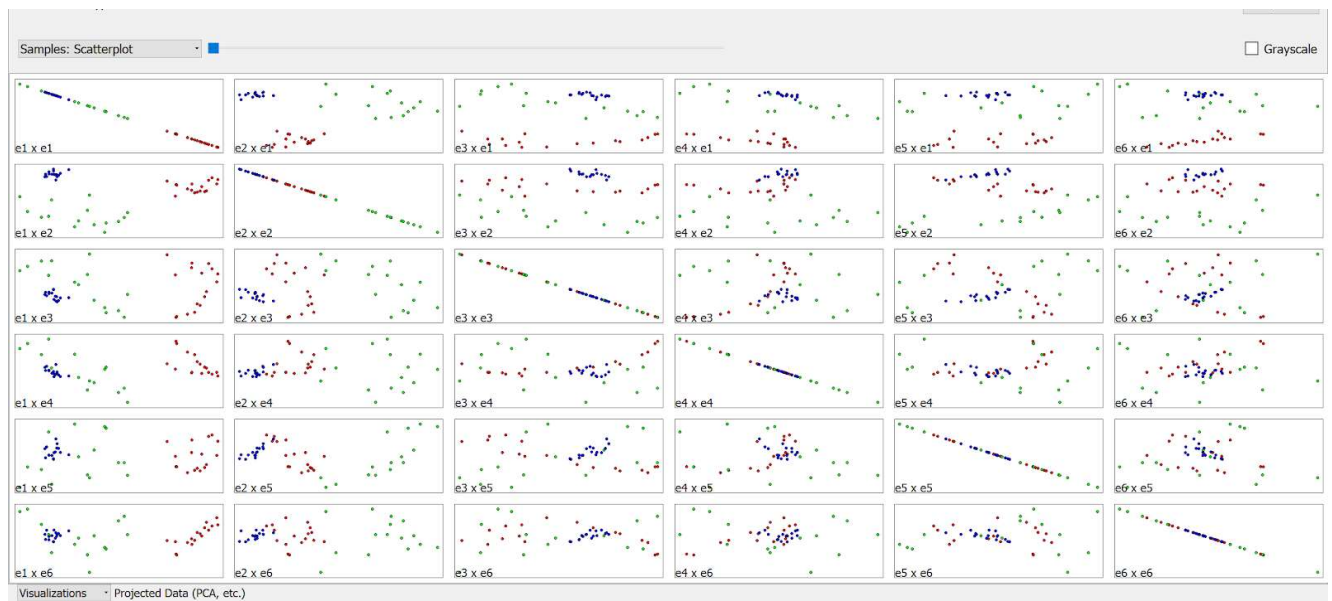 Samples: Scatterplot
Grayscale
e1 x e1
e2 x e1
e3 x e1
e4 x e1
e5 x e1
e6 x e1
e1 x e2
e2 x e2
e3 x e2
e4 x e2
e5 x e2
e6 x e2
e1 x e3
e2 x e3
e3 x e3
e4 x e3
e5 x e3
e6 x e3
e1 x e4
e2 x e4
e3 x e4
e4 x e4
e5 x e4
e6 x e4
e1 x e5
e2 x e5
e3 x e5
e4 x e5
e5 x e5
e6 x e5
e1 x e6
e2 x e6
e3 x e6
e4 x e6
e5 x e6
e6 x e6
Visualizations Projected Data (PCA, etc.)